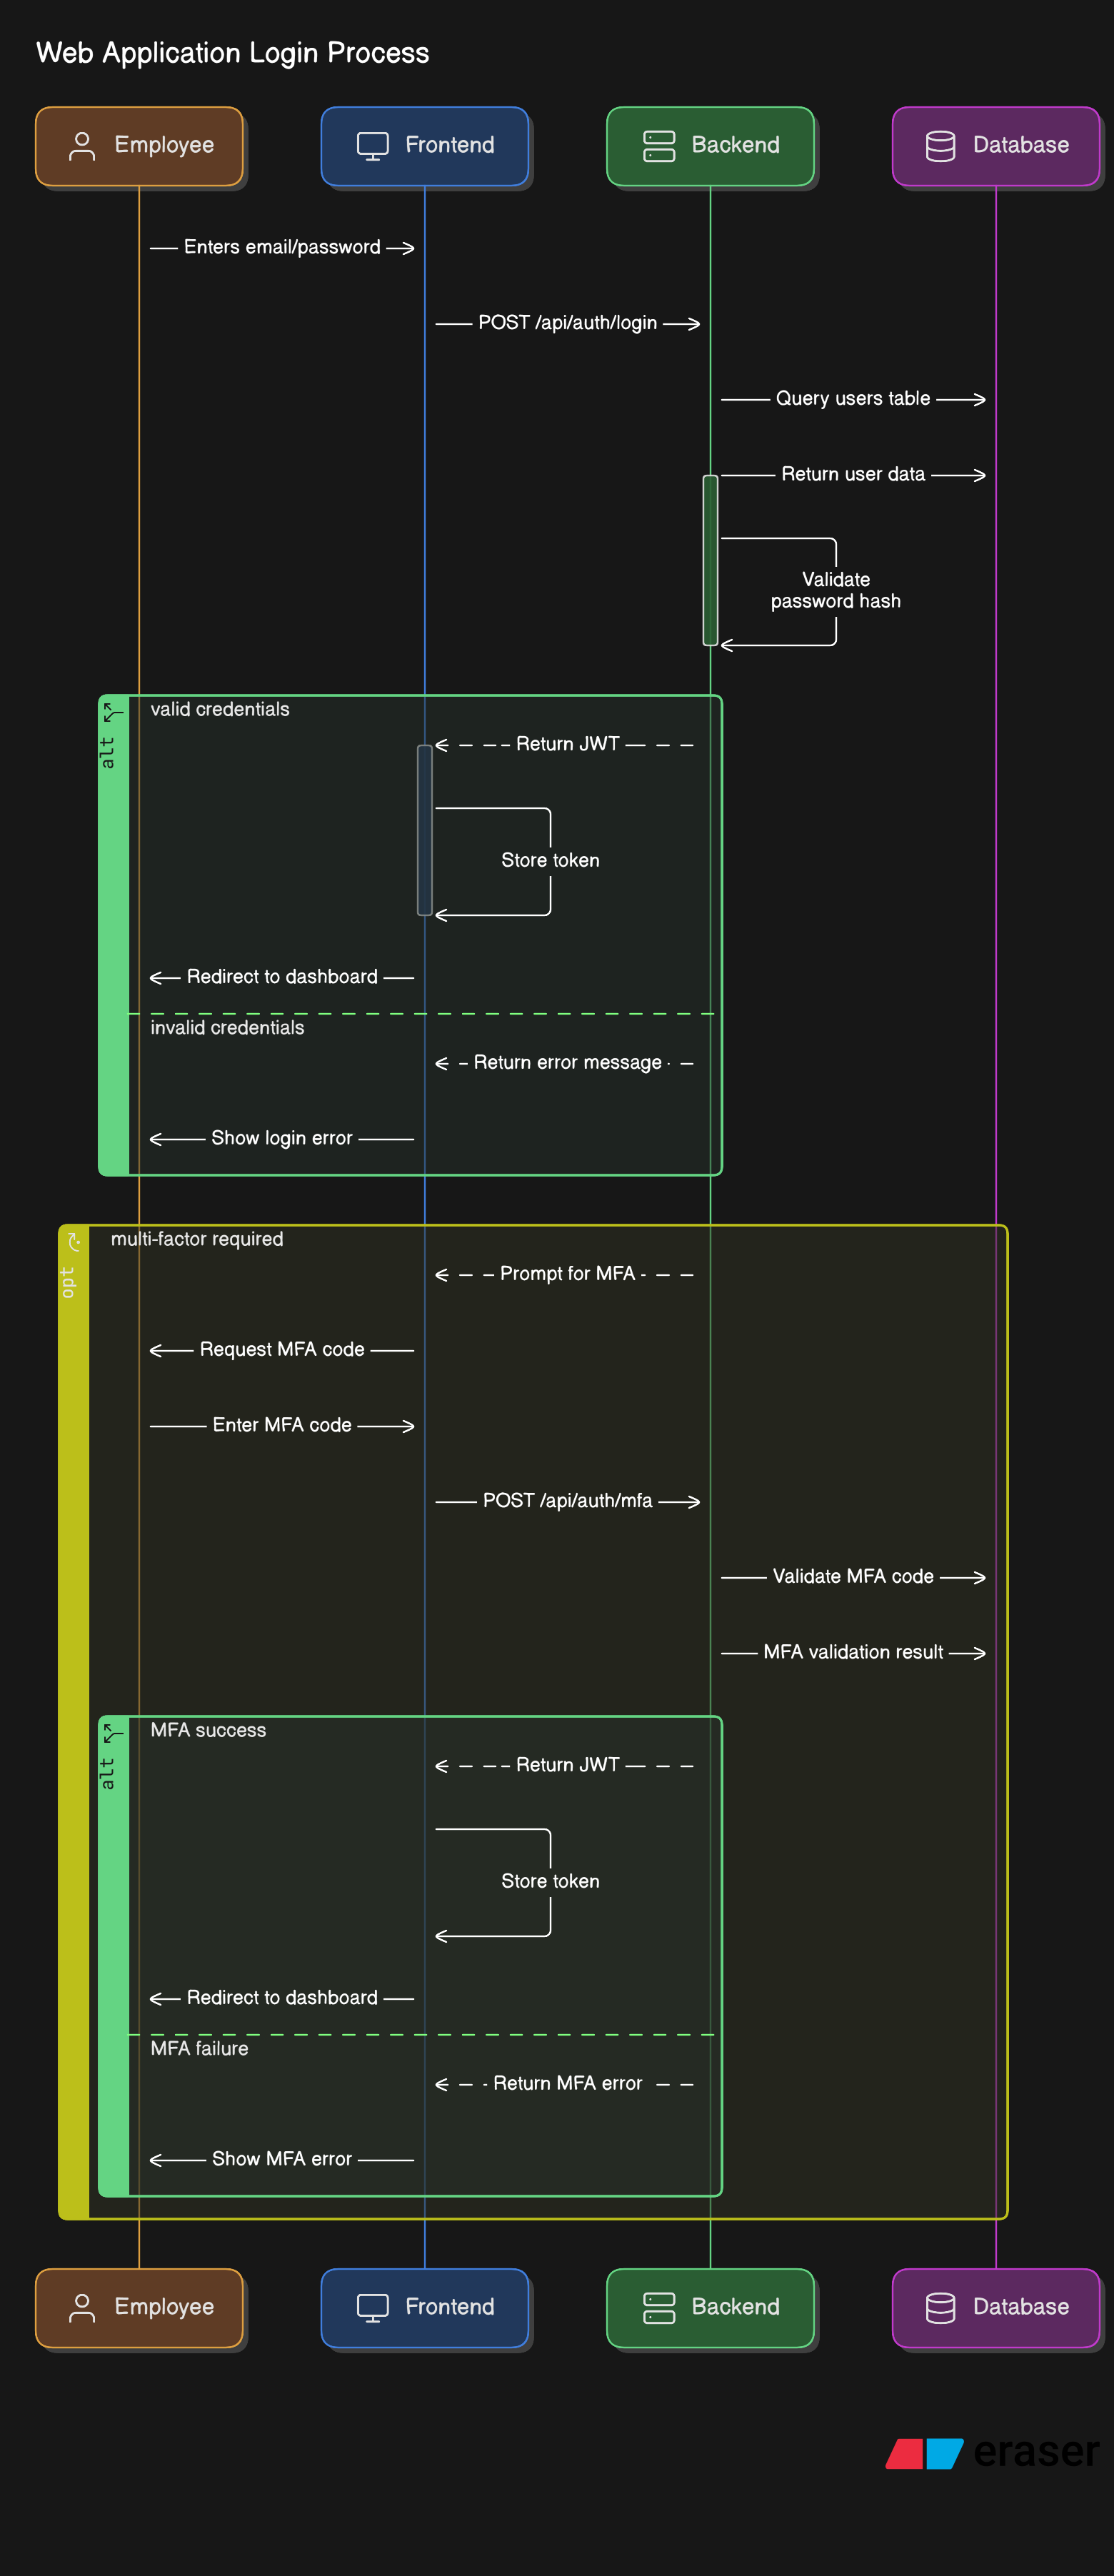 Web Application Login Process
Employee
Frontend
Backend
Database
Enters email/password
POST /api/auth/login
Query users table
Return user data
Validate
password hash
alt
valid credentials
Return JWT
Store token
Redirect to dashboard
invalid credentials
Return error message
Show login error
opt
multi-factor required
Prompt for MFA
Request MFA code
Enter MFA code
POST /api/auth/mfa
Validate MFA code
MFA validation result
alt
MFA success
Return JWT
Store token
Redirect to dashboard
MFA failure
Return MFA error
Show MFA error
Employee
Frontend
Backend
Database
eraser